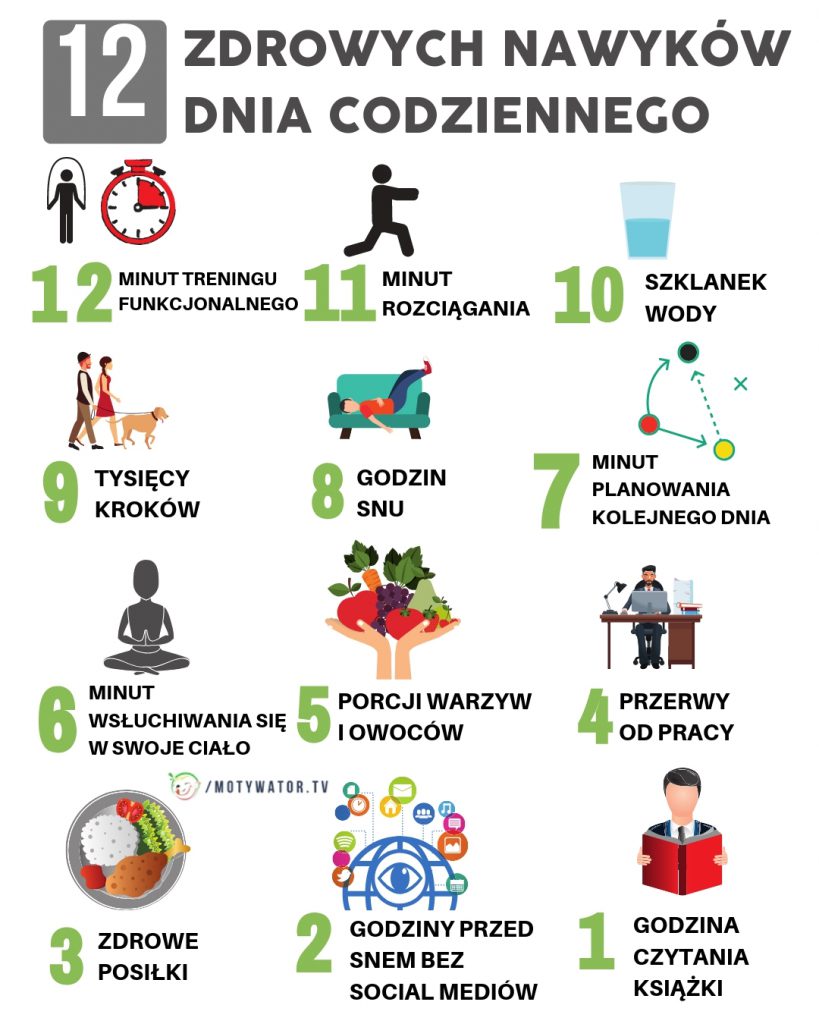 12 ZDROWYCH NAWYKÓW
DNIA CODZIENNEGO
12 MINUT TRENINGU
FUNKCJONALNEGO
11 MINUT
ROZCIĄGANIA
10 SZKLANEK
WODY
9 TYSIĘCY
KROKÓW
8 GODZIN
SNU
7 MINUT
PLANOWANIA
KOLEJNEGO DNIA
6 MINUT
WSŁUCHIWANIA SIĘ
W SWOJE CIAŁO
5 PORCJI WARZYW
I OWOCÓW
4 PRZERWY
OD PRACY
/MOTYWATOR.TV
3 ZDROWE
POSIŁKI
2 GODZINY PRZED
SNEM BEZ
SOCIAL MEDIÓW
1 GODZINA
CZYTANIA
KSIĄŻKI